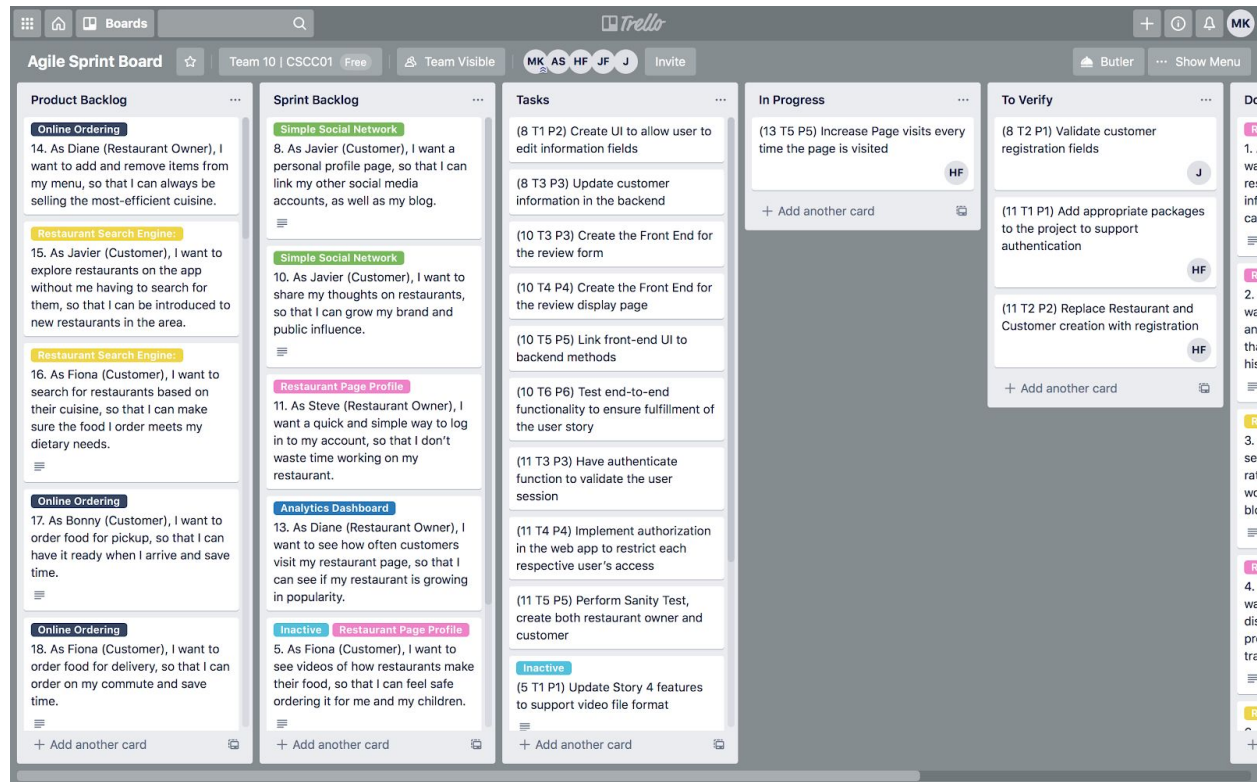 Boards
Trello
MK
Agile Sprint Board
Team 10 | CSCC01 Free
Team Visible
MK AS HF JF J
Invite
Butler
Show Menu
Product Backlog
Online Ordering
14. As Diane (Restaurant Owner), I
want to add and remove items from
my menu, so that I can always be
selling the most-efficient cuisine.
Restaurant Search Engine:
15. As Javier (Customer), I want to
explore restaurants on the app
without me having to search for
them, so that I can be introduced to
new restaurants in the area.
Restaurant Search Engine:
16. As Fiona (Customer), I want to
search for restaurants based on
their cuisine, so that I can make
sure the food I order meets my
dietary needs.
Online Ordering
17. As Bonny (Customer), I want to
order food for pickup, so that I can
have it ready when I arrive and save
time.
Online Ordering
18. As Fiona (Customer), I want to
order food for delivery, so that I can
order on my commute and save
time.
+ Add another card
Sprint Backlog
Simple Social Network
8. As Javier (Customer), I want a
personal profile page, so that I can
link my other social media
accounts, as well as my blog.
Simple Social Network
10. As Javier (Customer), I want to
share my thoughts on restaurants,
so that I can grow my brand and
public influence.
Restaurant Page Profile
11. As Steve (Restaurant Owner), I
want a quick and simple way to log
in to my account, so that I don't
waste time working on my
restaurant.
Analytics Dashboard
13. As Diane (Restaurant Owner), I
want to see how often customers
visit my restaurant page, so that I
can see if my restaurant is growing
in popularity.
Inactive Restaurant Page Profile
5. As Fiona (Customer), I want to
see videos of how restaurants make
their food, so that I can feel safe
ordering it for me and my children.
+ Add another card
Tasks
(8 T1 P2) Create UI to allow user to
edit information fields
(8 T3 P3) Update customer
information in the backend
(10 T3 P3) Create the Front End for
the review form
(10 T4 P4) Create the Front End for
the review display page
(10 T5 P5) Link front-end UI to
backend methods
(10 T6 P6) Test end-to-end
functionality to ensure fulfillment of
the user story
(11 T3 P3) Have authenticate
function to validate the user
session
(11 T4 P4) Implement authorization
in the web app to restrict each
respective user's access
(11 T5 P5) Perform Sanity Test,
create both restaurant owner and
customer
Inactive
(5 T1 P1) Update Story 4 features
to support video file format
+ Add another card
In Progress
(13 T5 P5) Increase Page visits every
time the page is visited
HF
+ Add another card
To Verify
(8 T2 P1) Validate customer
registration fields
J
(11 T1 P1) Add appropriate packages
to the project to support
authentication
HF
(11 T2 P2) Replace Restaurant and
Customer creation with registration
HF
+ Add another card
1.
2.
3.
4.